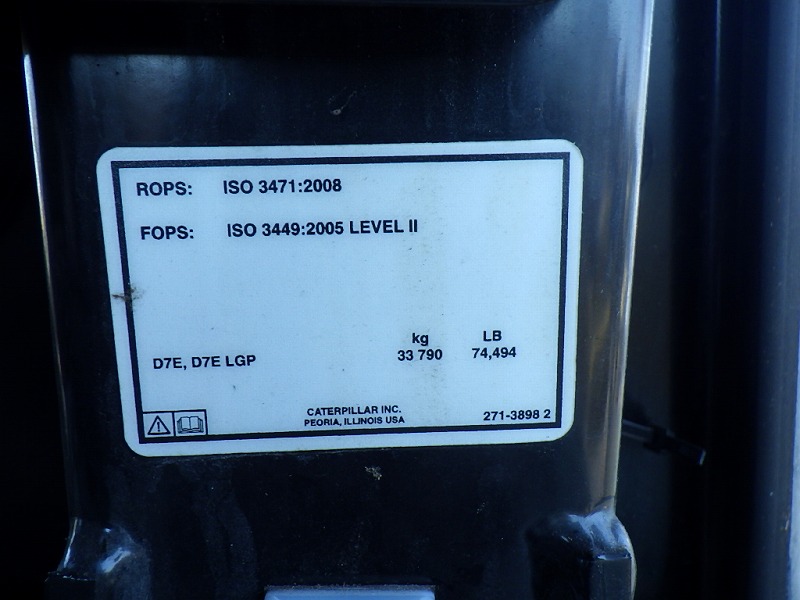 ROPS: ISO 3471:2008
FOPS: ISO 3449:2005 LEVEL II
kg LB
D7E, D7E LGP 33 790 74,494
CATERPILLAR INC.
PEORIA, ILLINOIS USA
271-3898 2